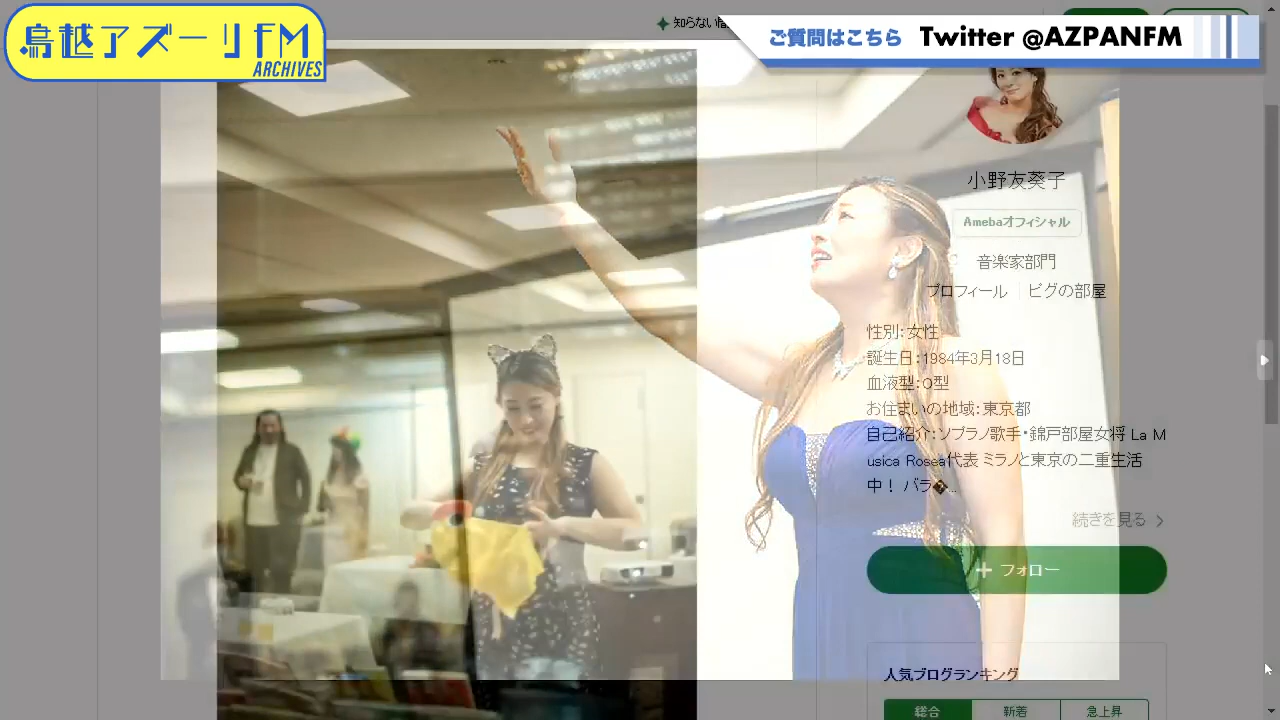 鳥越アズーリFM
ARCHIVES
知らない
ご質問はこちら Twitter @AZPANFM
小野友葵子
Amebaオフィシャル
音楽家部門
プロフィール ピグの部屋
性別：女性
誕生日：1984年3月18日
血液型：O型
お住まいの地域：東京都
自己紹介：ソプラノ歌手・錦戸部屋女将 La M
usica Rosea代表 ミラノと東京の二重生活
中！ バラ�...
続きを見る
フォロー
人気ブログランキング
総合 新着 急上昇